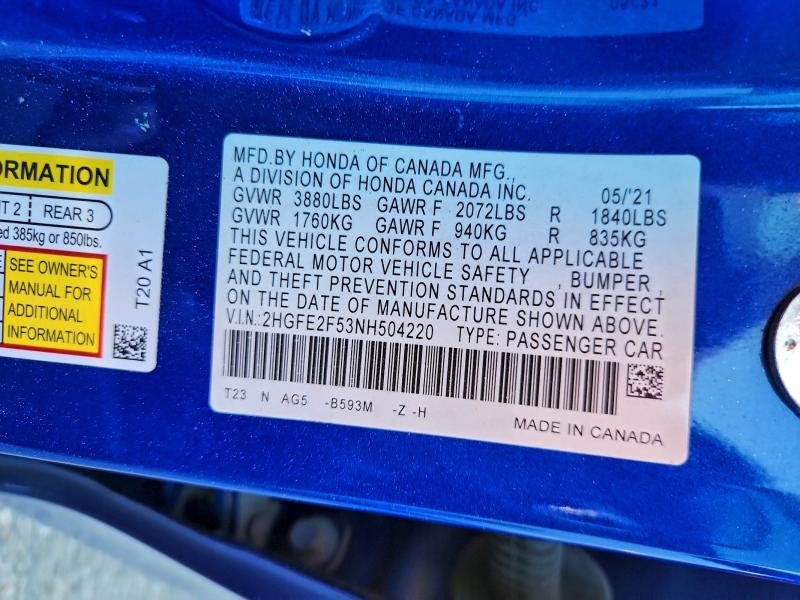 MFD.BY HONDA OF CANADA MFG.,
A DIVISION OF HONDA CANADA INC. 05/'21
GVWR 3880LBS GAWR F 2072LBS R 1840LBS
GVWR 1760KG GAWR F 940KG R 835KG
THIS VEHICLE CONFORMS TO ALL APPLICABLE
FEDERAL MOTOR VEHICLE SAFETY , BUMPER ,
AND THEFT PREVENTION STANDARDS IN EFFECT
ON THE DATE OF MANUFACTURE SHOWN ABOVE.
V.I.N.:2HGFE2F53NH504220 TYPE: PASSENGER CAR
T23 N AG5 -B593M -Z -H
MADE IN CANADA
2 REAR 3
385kg or 850lbs.
SEE OWNER'S
MANUAL FOR
ADDITIONAL
INFORMATION
T20 A1